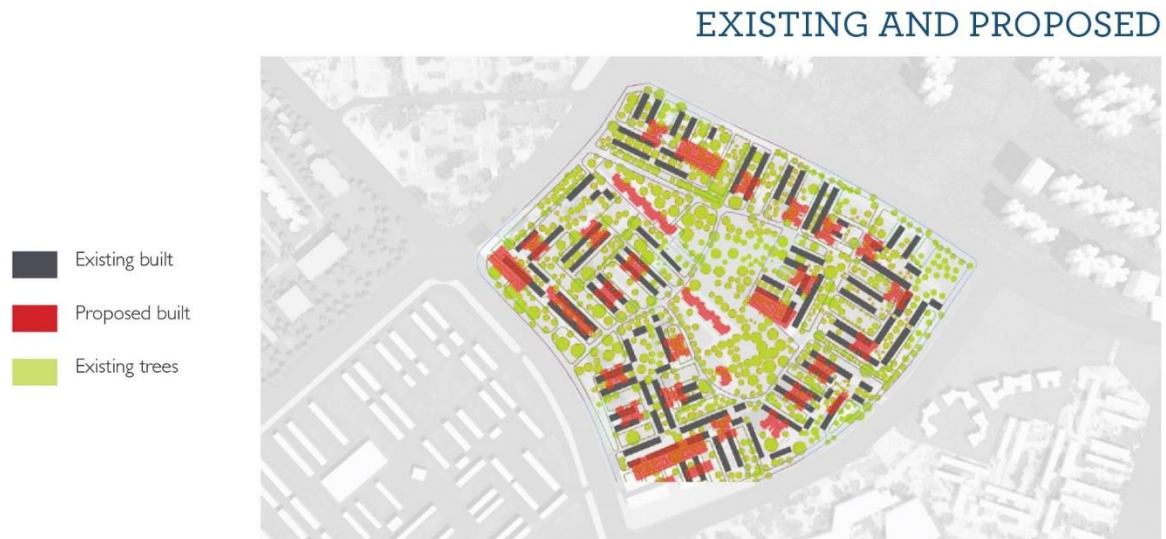 EXISTING AND PROPOSED
Existing built
Proposed built
Existing trees